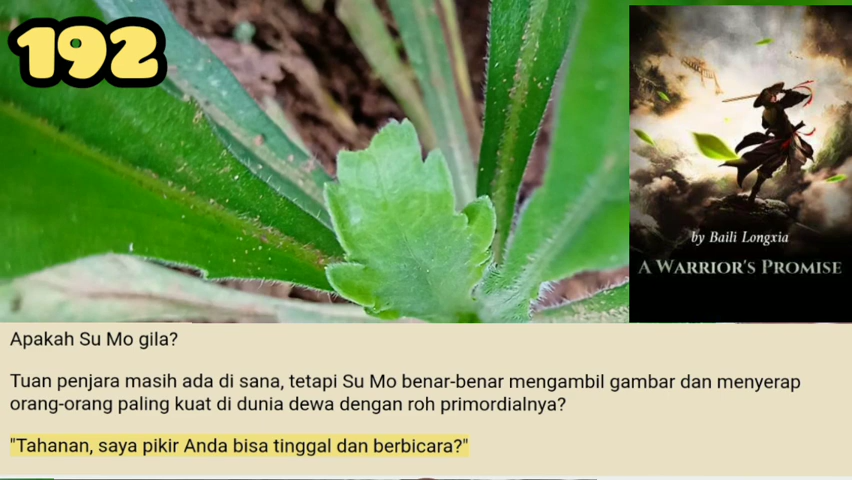 192
by Baili Longxia
A WARRIOR'S PROMISE
Apakah Su Mo gila?
Tuan penjara masih ada di sana, tetapi Su Mo benar-benar mengambil gambar dan menyerap
orang-orang paling kuat di dunia dewa dengan roh primordialnya?
"Tahanan, saya pikir Anda bisa tinggal dan berbicara?"